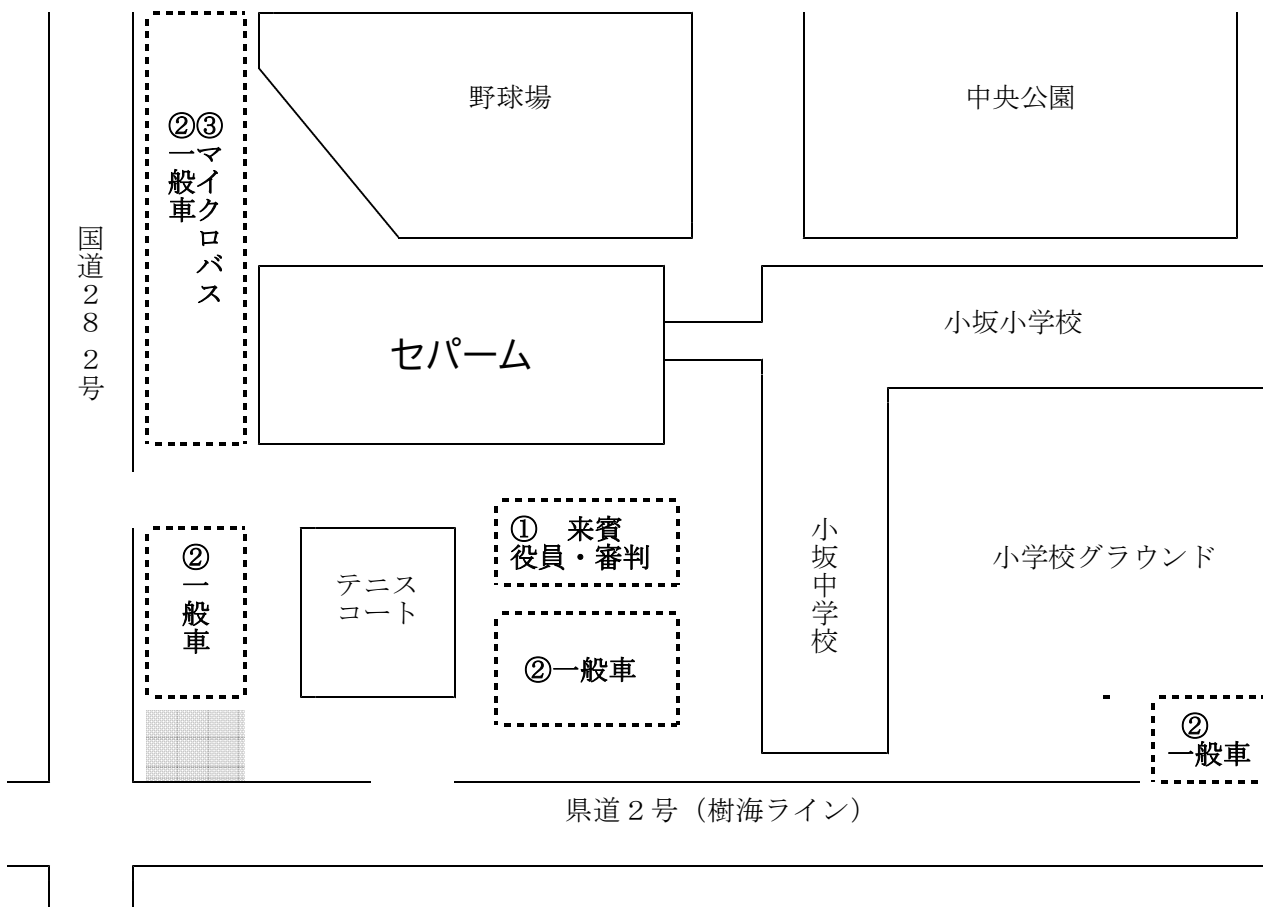 野球場
中央公園
③マイクロバス
②一般車
国道２８２号
セパーム
小坂小学校
① 来賓
役員・審判
②一般車
テニス
コート
小坂中学校
小学校グラウンド
②一般車
②
一般車
県道２号（樹海ライン）